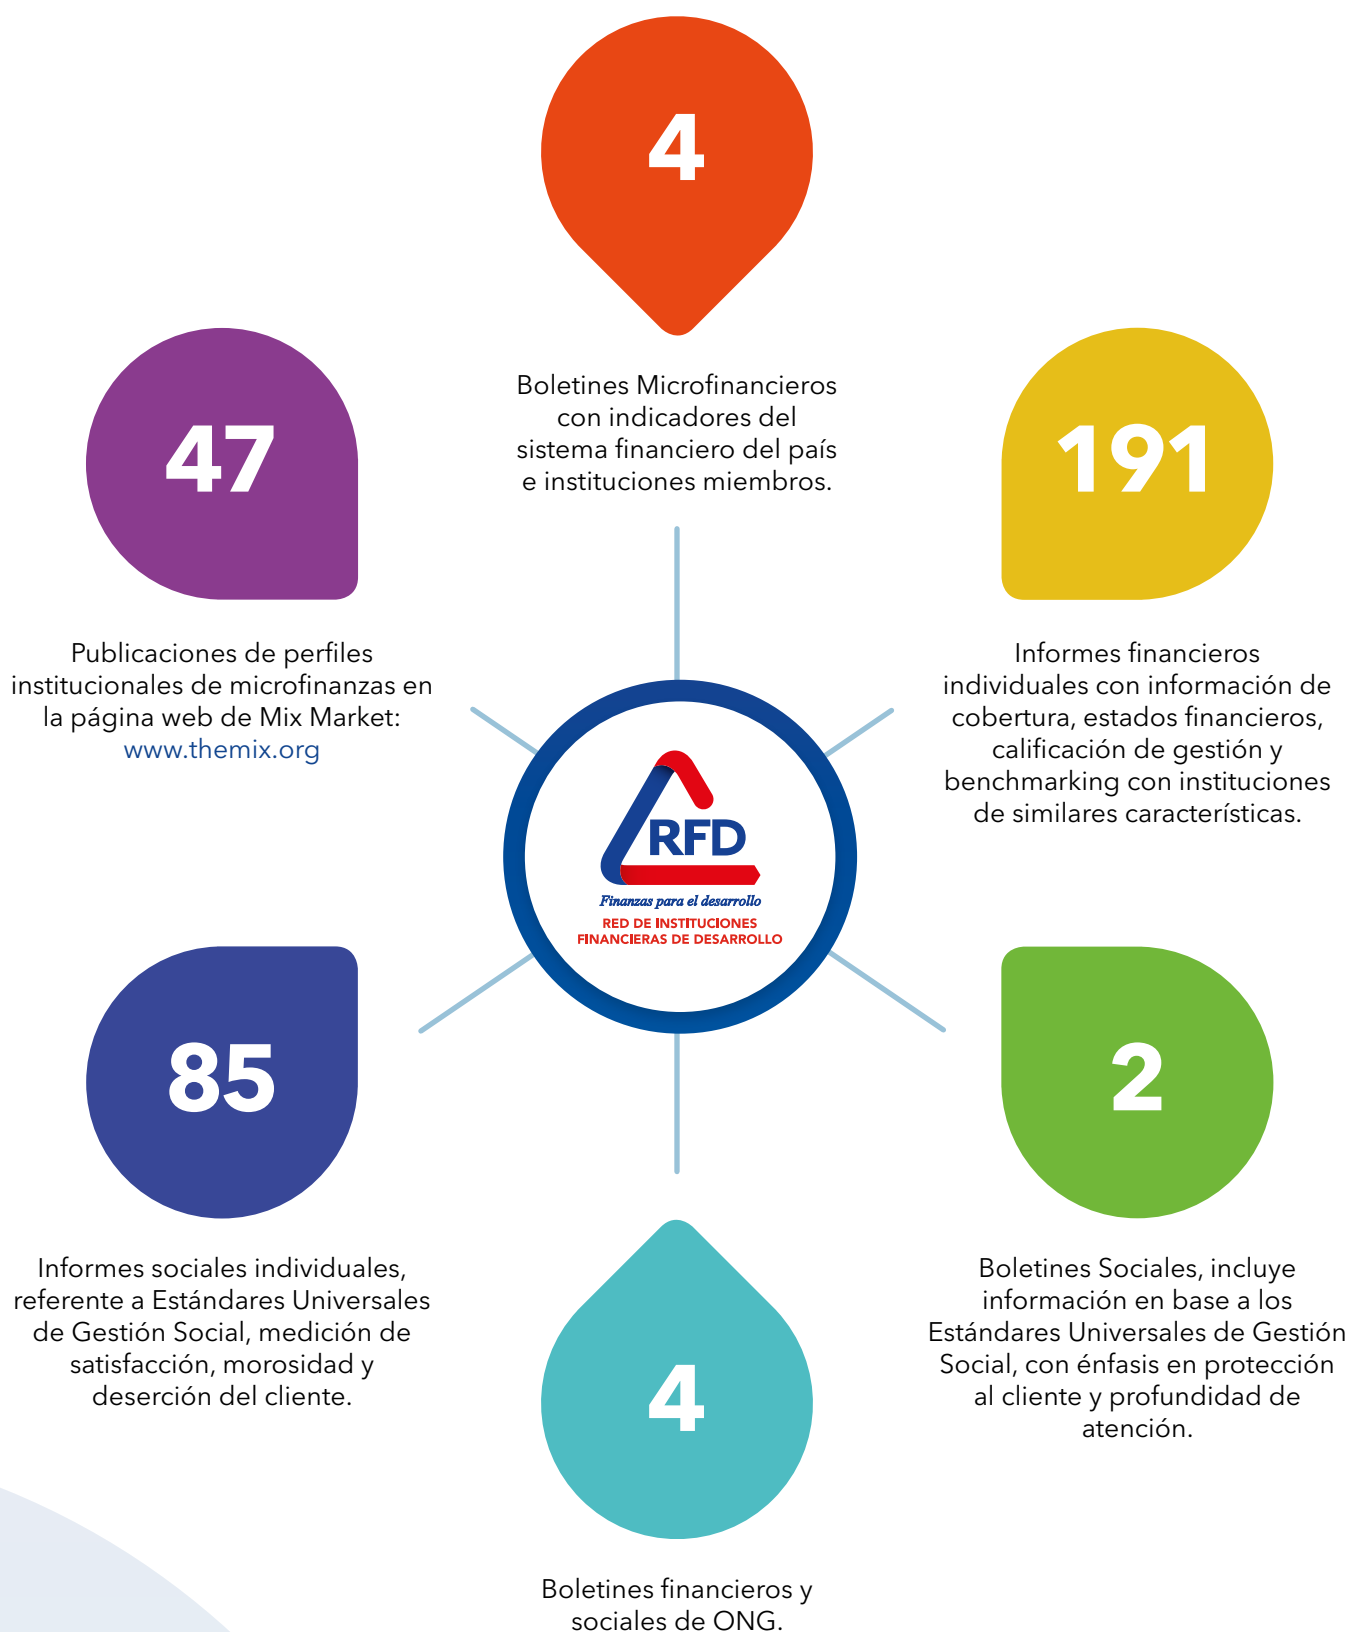 4
Boletines Microfinancieros
con indicadores del
sistema financiero del país
e instituciones miembros.
47
Publicaciones de perfiles
institucionales de microfinanzas en
la página web de Mix Market:
www.themix.org
191
Informes financieros
individuales con información de
cobertura, estados financieros,
calificación de gestión y
benchmarking con instituciones
de similares características.
RFD
Finanzas para el desarrollo
RED DE INSTITUCIONES
FINANCIERAS DE DESARROLLO
85
Informes sociales individuales,
referente a Estándares Universales
de Gestión Social, medición de
satisfacción, morosidad y
deserción del cliente.
2
Boletines Sociales, incluye
información en base a los
Estándares Universales de Gestión
Social, con énfasis en protección
al cliente y profundidad de
atención.
4
Boletines financieros y
sociales de ONG.